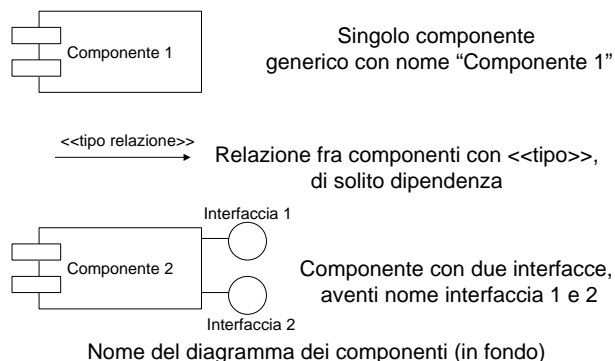 Componente 1
Singolo componente
generico con nome “Componente 1”
<<tipo relazione>>
Relazione fra componenti con <<tipo>>,
di solito dipendenza
Interfaccia 1
Componente 2
Interfaccia 2
Componente con due interfacce,
aventi nome interfaccia 1 e 2
Nome del diagramma dei componenti (in fondo)